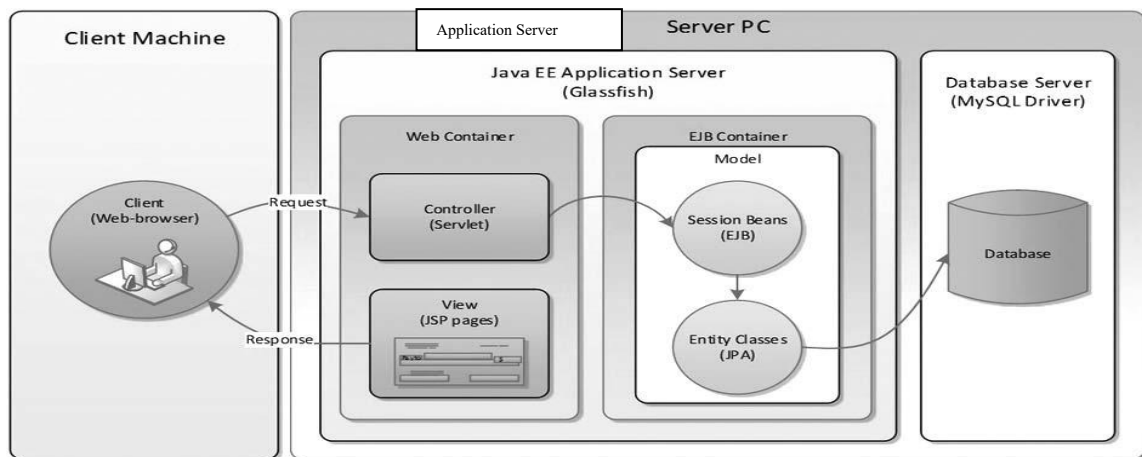 Client Machine
Application Server
Server PC
Java EE Application Server
(Glassfish)
Database Server
(MySQL Driver)
Web Container
EJB Container
Model
Client
(Web-browser)
Request
Controller
(Servlet)
Session Beans
(EJB)
Database
View
(JSP pages)
Response
Entity Classes
(JPA)